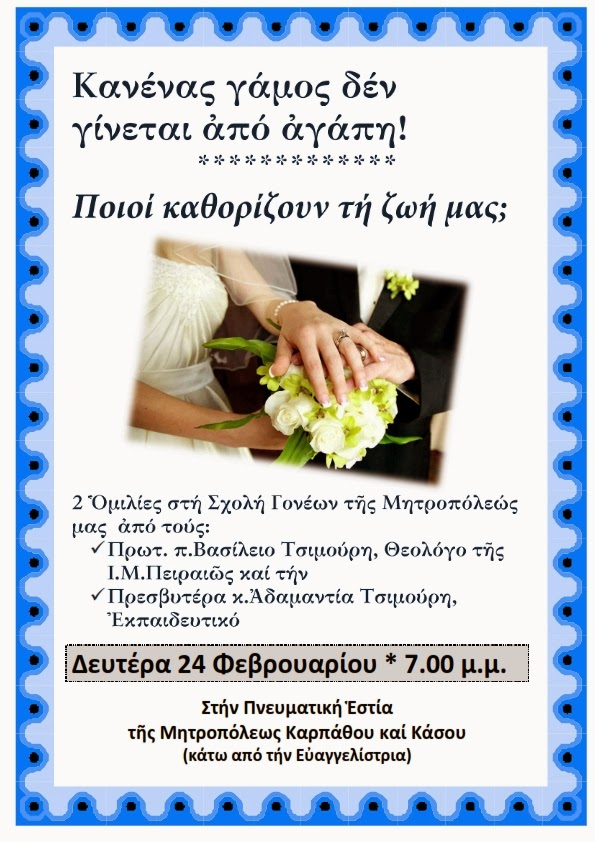 Κανένας γάμος δέν
γίνεται ἀπό ἀγάπη!
*************
Ποιοί καθορίζουν τή ζωή μας;
2 Ὁμιλίες στή Σχολή Γονέων τῆς Μητροπόλεώς
μας ἀπό τούς:
✓Πρωτ. π.Βασίλειο Τσιμούρη, Θεολόγο τῆς
Ι.Μ.Πειραιῶς καί τήν
✓Πρεσβυτέρα κ.Ἀδαμαντία Τσιμούρη,
Ἐκπαιδευτικό
Δευτέρα 24 Φεβρουαρίου * 7.00 μ.μ.
Στήν Πνευματική Ἑστία
τῆς Μητροπόλεως Καρπάθου καί Κάσου
(κάτω από τήν Εὐαγγελίστρια)